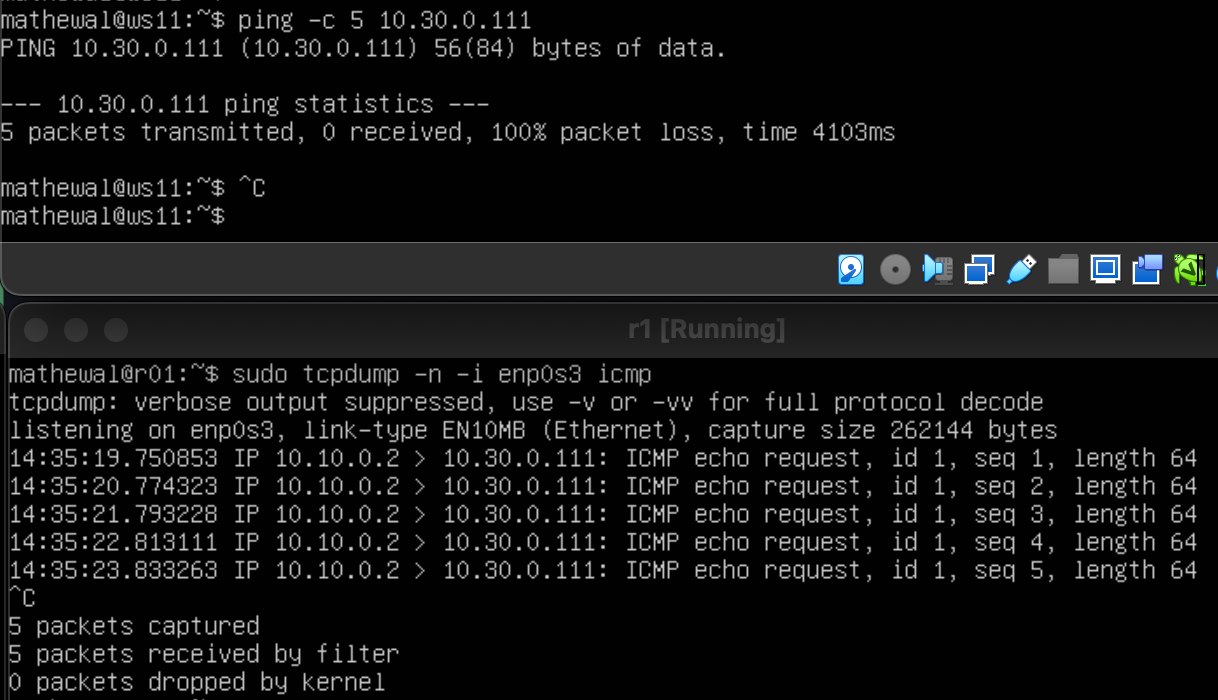 mathewal@ws11:~$ ping -c 5 10.30.0.111
PING 10.30.0.111 (10.30.0.111) 56(84) bytes of data.
--- 10.30.0.111 ping statistics ---
5 packets transmitted, 0 received, 100% packet loss, time 4103ms
mathewal@ws11:~$ ^C
mathewal@ws11:~$
r1 [Running]
mathewal@r01:~$ sudo tcpdump -n -i enp0s3 icmp
tcpdump: verbose output suppressed, use -v or -vv for full protocol decode
listening on enp0s3, link-type EN10MB (Ethernet), capture size 262144 bytes
14:35:19.750853 IP 10.10.0.2 > 10.30.0.111: ICMP echo request, id 1, seq 1, length 64
14:35:20.774323 IP 10.10.0.2 > 10.30.0.111: ICMP echo request, id 1, seq 2, length 64
14:35:21.793228 IP 10.10.0.2 > 10.30.0.111: ICMP echo request, id 1, seq 3, length 64
14:35:22.813111 IP 10.10.0.2 > 10.30.0.111: ICMP echo request, id 1, seq 4, length 64
14:35:23.833263 IP 10.10.0.2 > 10.30.0.111: ICMP echo request, id 1, seq 5, length 64
^C
5 packets captured
5 packets received by filter
0 packets dropped by kernel